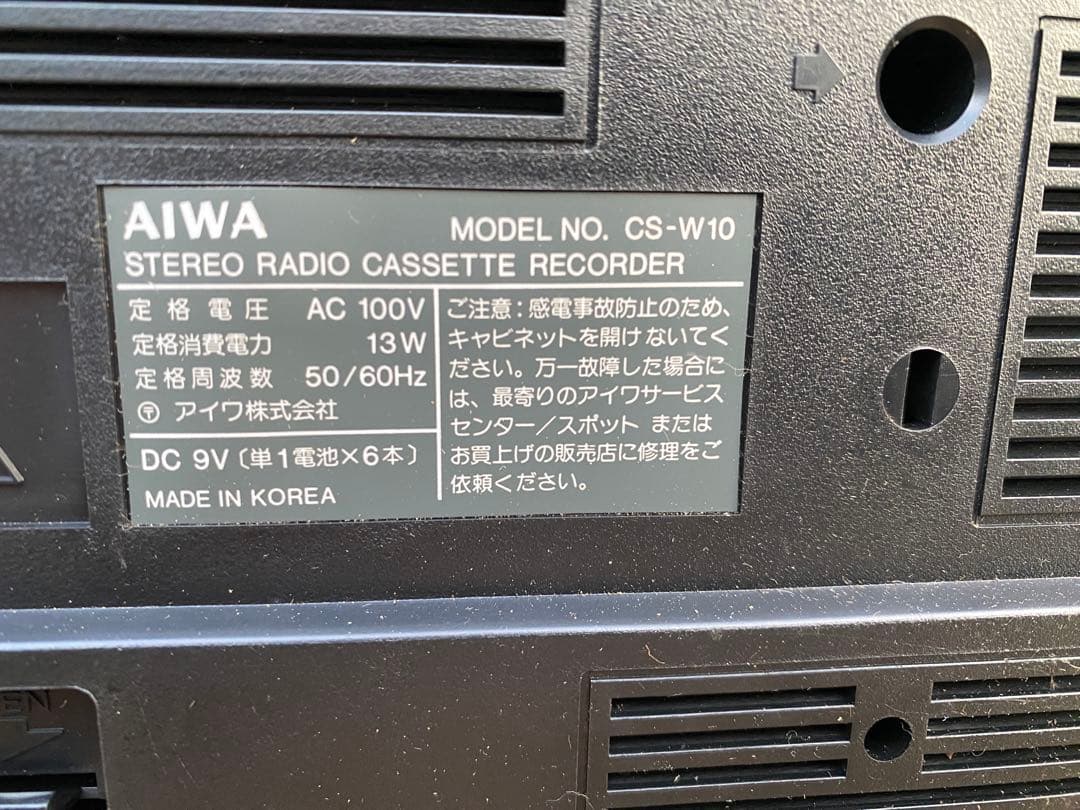 AIWA
MODEL NO. CS-W10
STEREO RADIO CASSETTE RECORDER
定格電圧 AC 100V
定格消費電力 13W
定格周波数 50/60Hz
〶 アイワ株式会社
DC 9V〔単1電池×6本〕
MADE IN KOREA
ご注意:感電事故防止のため、
キャビネットを開けないでく
ださい。万一故障した場合に
は、最寄りのアイワサービス
センター/スポット または
お買上げの販売店に修理をご
依頼ください。